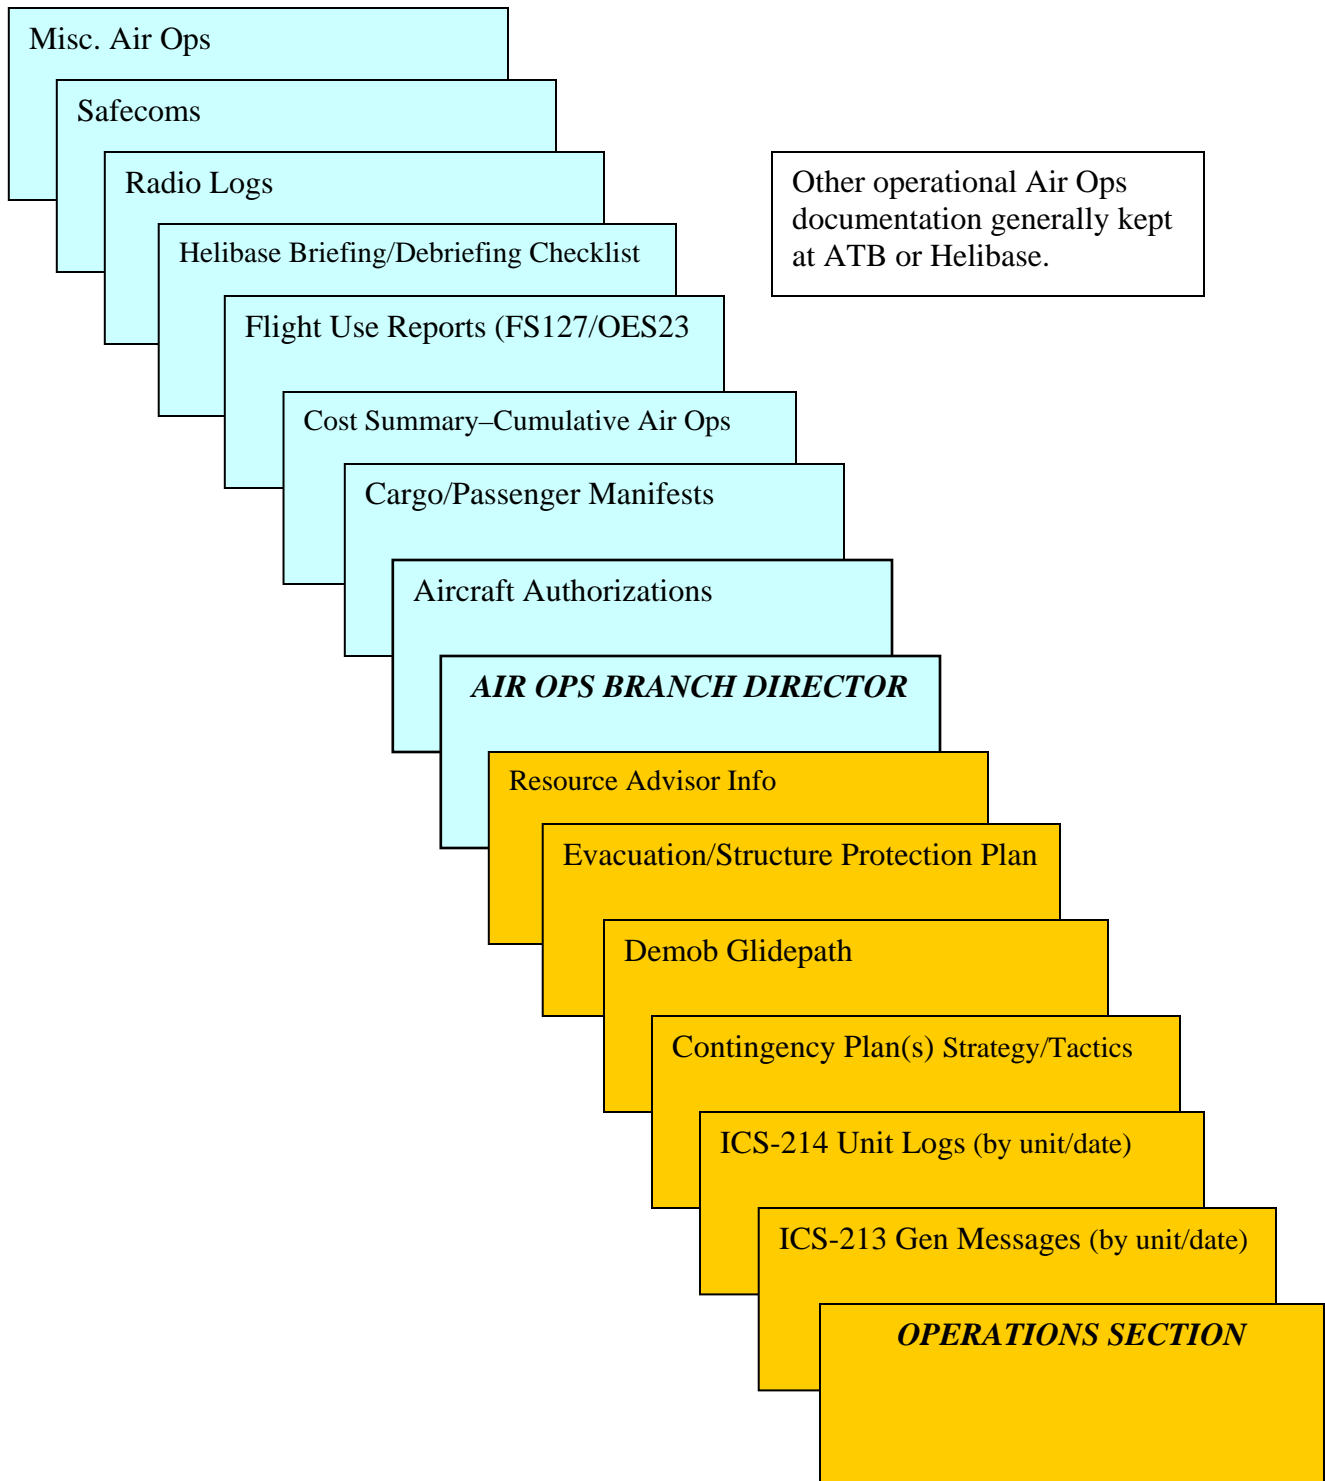 Misc. Air Ops
Safecoms
Radio Logs
Other operational Air Ops
documentation generally kept
at ATB or Helibase.
Helibase Briefing/Debriefing Checklist
Flight Use Reports (FS127/OES23
Cost Summary–Cumulative Air Ops
Cargo/Passenger Manifests
Aircraft Authorizations
AIR OPS BRANCH DIRECTOR
Resource Advisor Info
Evacuation/Structure Protection Plan
Demob Glidepath
Contingency Plan(s) Strategy/Tactics
ICS-214 Unit Logs (by unit/date)
ICS-213 Gen Messages (by unit/date)
OPERATIONS SECTION